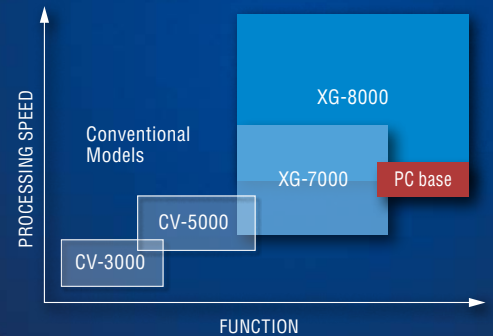 PROCESSING SPEED
XG-8000
Conventional
Models
XG-7000
PC base
CV-5000
CV-3000
FUNCTION